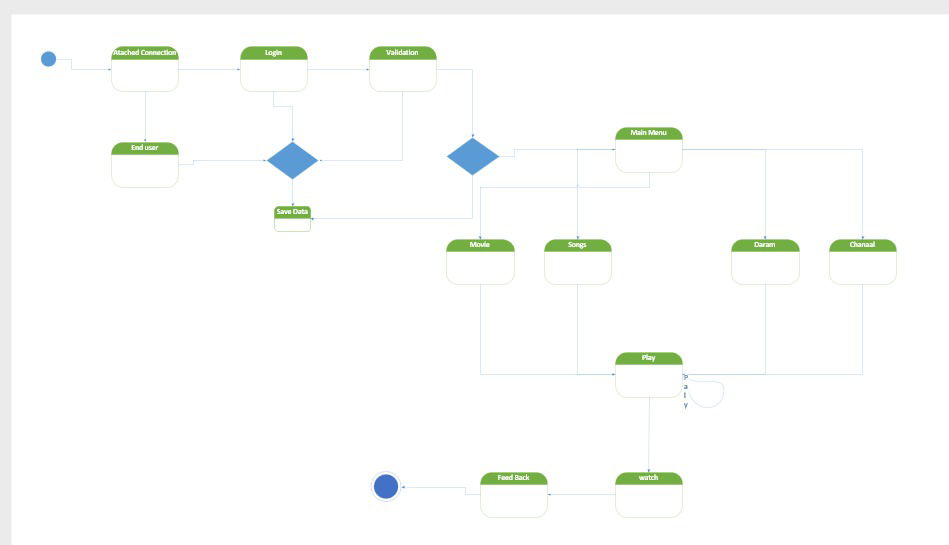 Atached Connection
Login
Validation
Main Menu
End user
Save Data
Movie
Songs
Daram
Chanaal
Play
P
a
l
y
Feed Back
watch